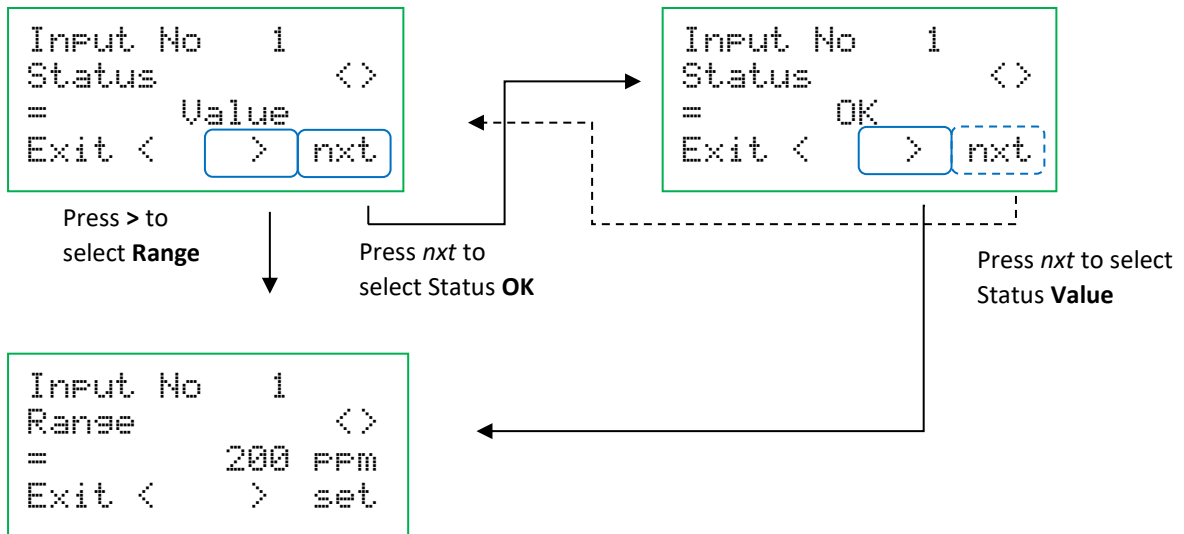 Input No 1
Status <>
= Value
Exit < > nxt
Input No 1
Status <>
= OK
Exit < > nxt
Press > to
select Range
Press nxt to
select Status OK
Press nxt to select
Status Value
Input No 1
Range <>
= 200 ppm
Exit < > set